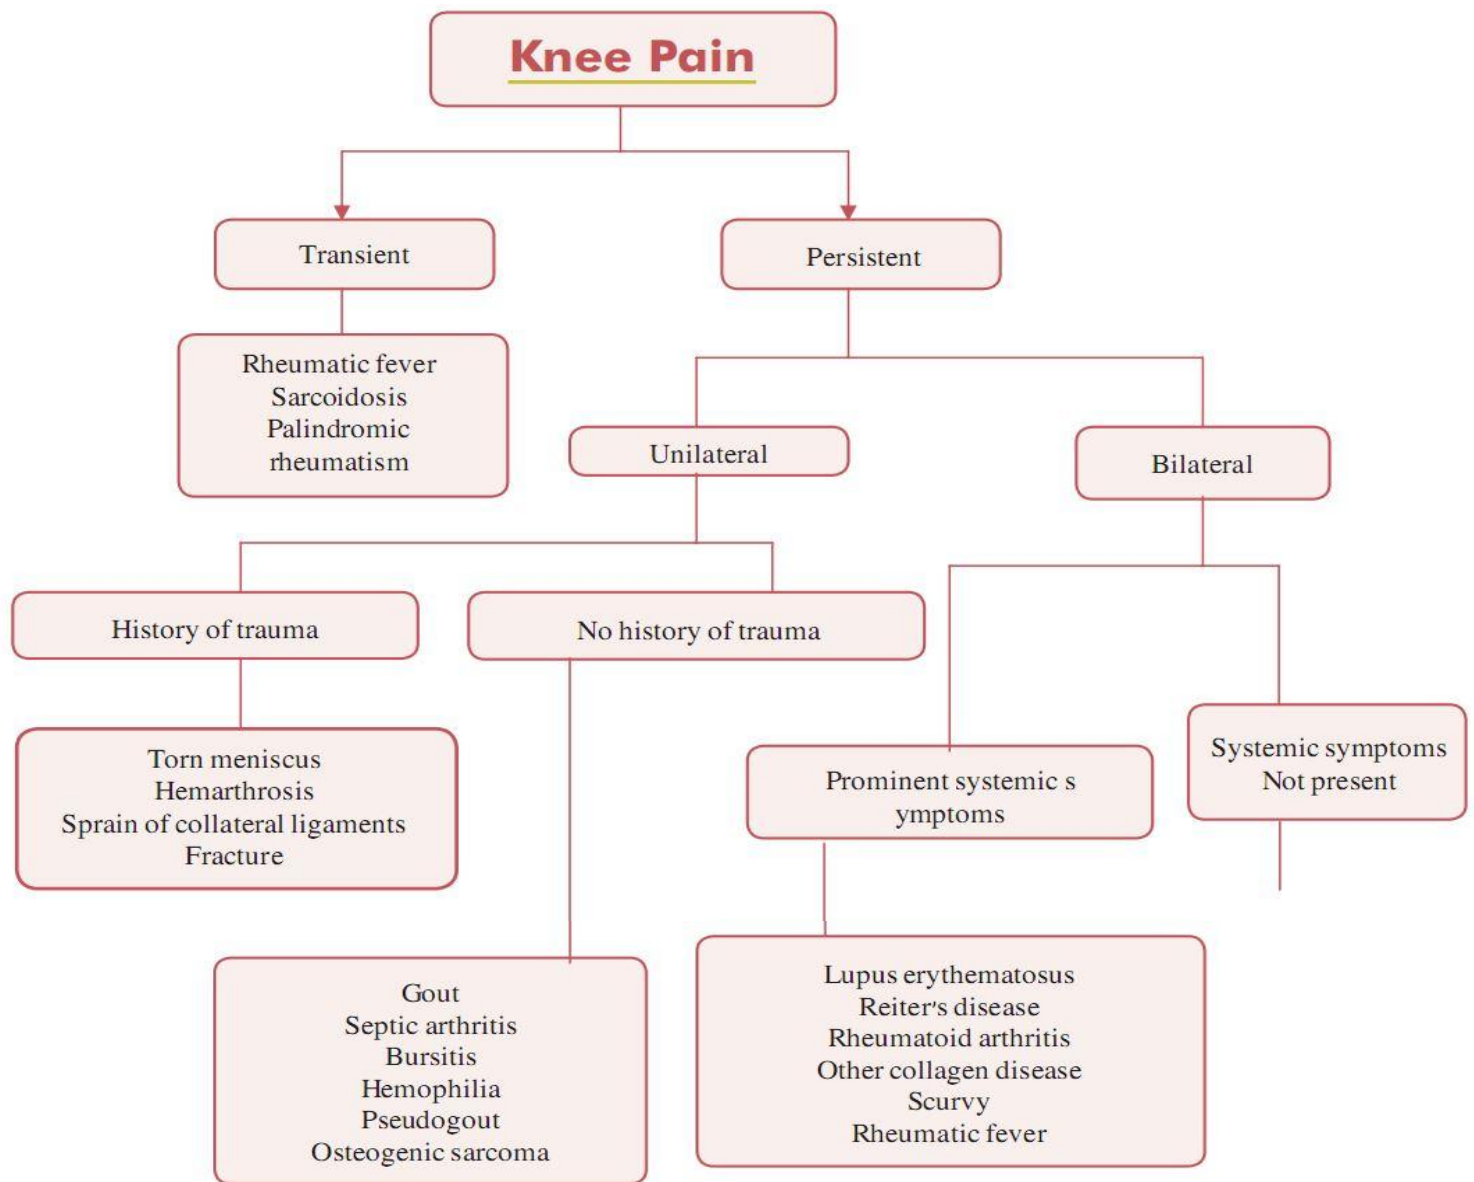 Knee Pain
Transient
Persistent
Rheumatic fever
Sarcoidosis
Palindromic
rheumatism
Unilateral
Bilateral
History of trauma
No history of trauma
Torn meniscus
Hemarthrosis
Sprain of collateral ligaments
Fracture
Prominent systemic s
ymptoms
Systemic symptoms
Not present
Gout
Septic arthritis
Bursitis
Hemophilia
Pseudogout
Osteogenic sarcoma
Lupus erythematosus
Reiter's disease
Rheumatoid arthritis
Other collagen disease
Scurvy
Rheumatic fever